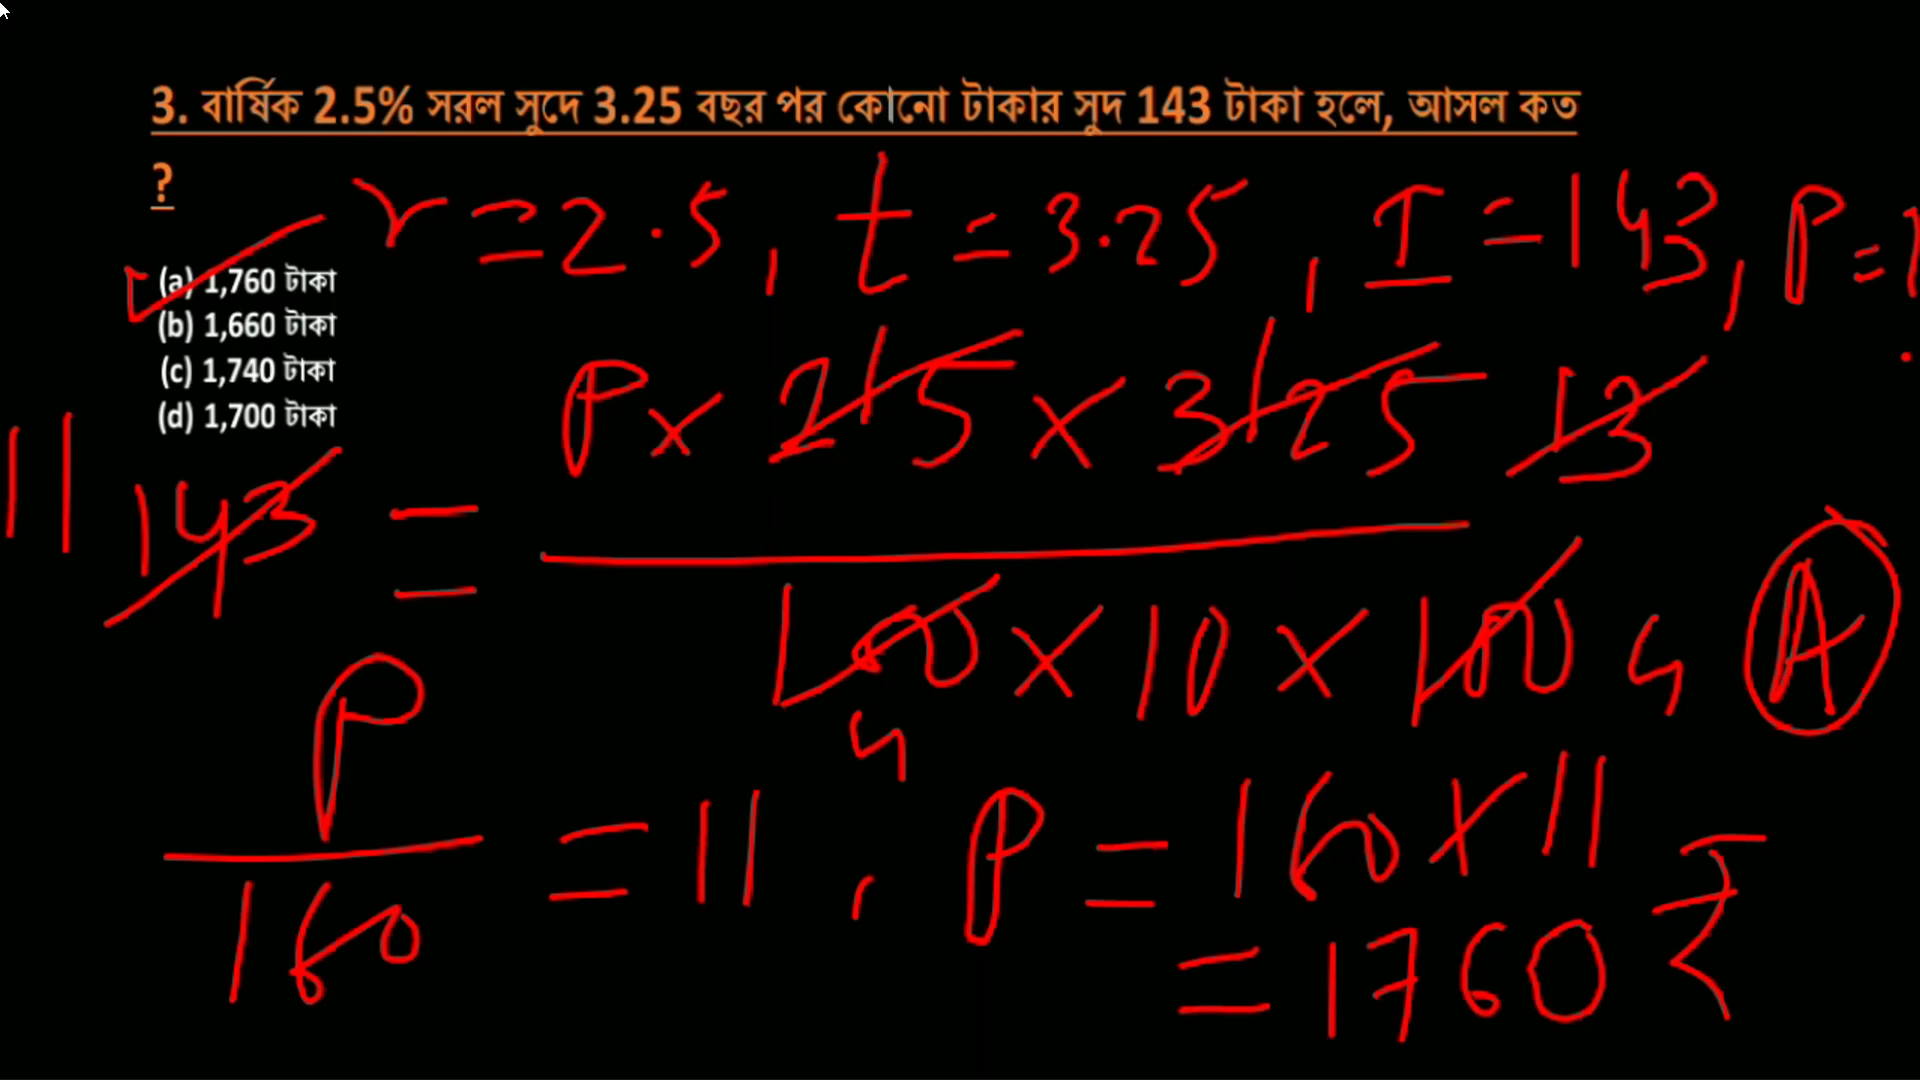 3. বার্ষিক 2.5% সরল সুদে 3.25 বছর পর কোনো টাকার সুদ 143 টাকা হলে, আসল কত
?
r = 2.5, t = 3.25, I = 143, P = ?
(a) 1,760 টাকা
(b) 1,660 টাকা
(c) 1,740 টাকা
(d) 1,700 টাকা
P x 25 x 325 13
11 143 =
100 x 10 x 100 4 A
4
P
160 = 11, P = 160 x 11
= 1760 ₹